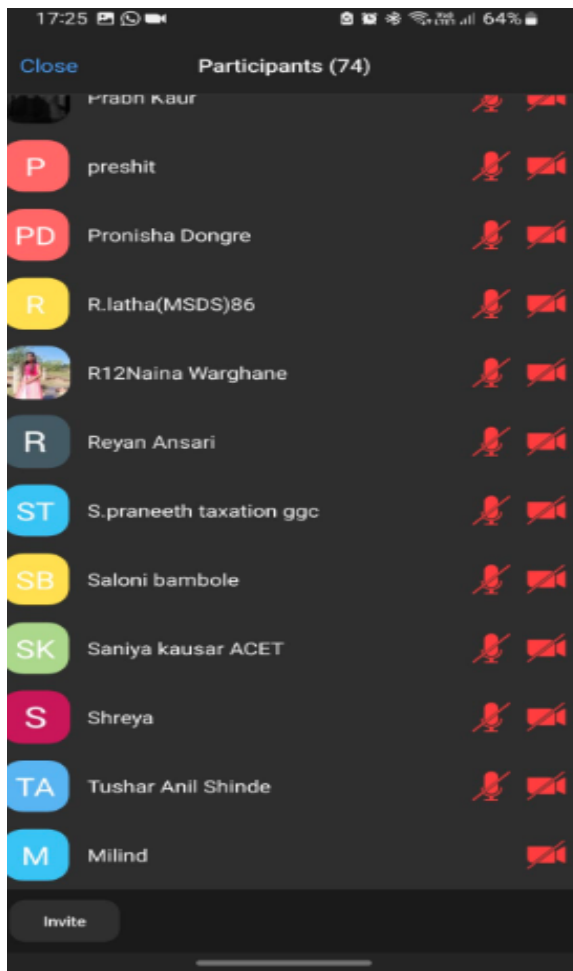 17:25 64%
Close Participants (74)
Prabh Kaur
P preshit
PD Pronisha Dongre
R R.latha(MSDS)86
R12Naina Warghane
R Reyan Ansari
ST S.praneeth taxation ggc
SB Saloni bambole
SK Saniya kausar ACET
S Shreya
TA Tushar Anil Shinde
M Milind
Invite